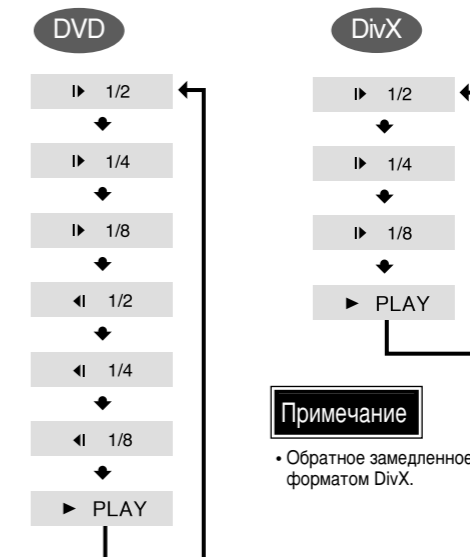 DVD
I▶ 1/2
I▶ 1/4
I▶ 1/8
◀I 1/2
◀I 1/4
◀I 1/8
► PLAY
DivX
I▶ 1/2
I▶ 1/4
I▶ 1/8
► PLAY
Примечание
• Обратное замедленное
форматом DivX.